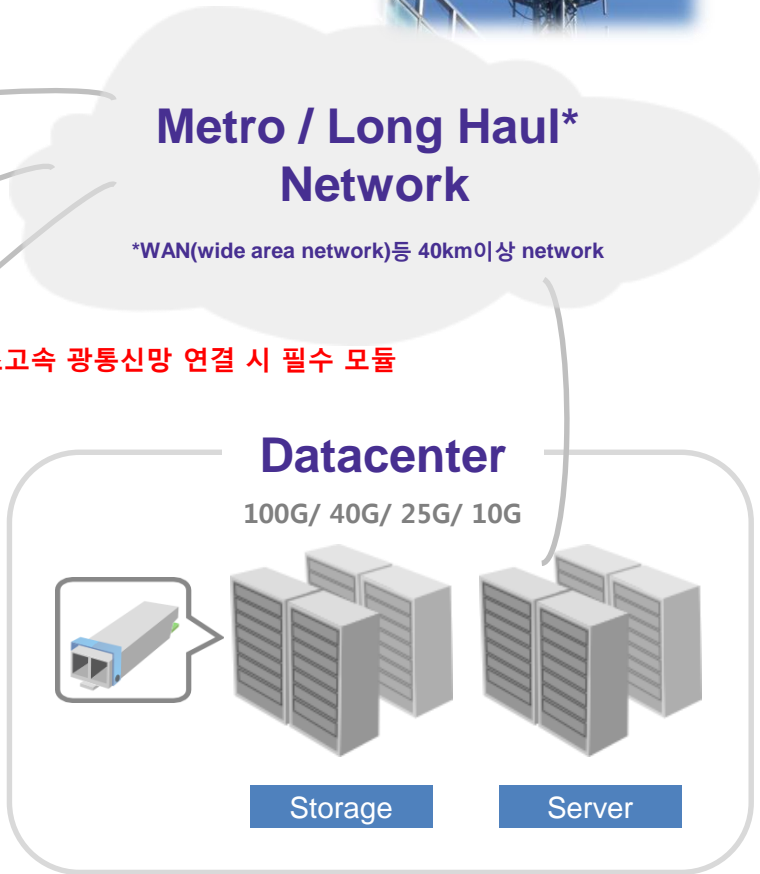 Metro / Long Haul*
Network
*WAN(wide area network)등 40km이상 network
고속 광통신망 연결 시 필수 모듈
Datacenter
100G/ 40G/ 25G/ 10G
Storage
Server